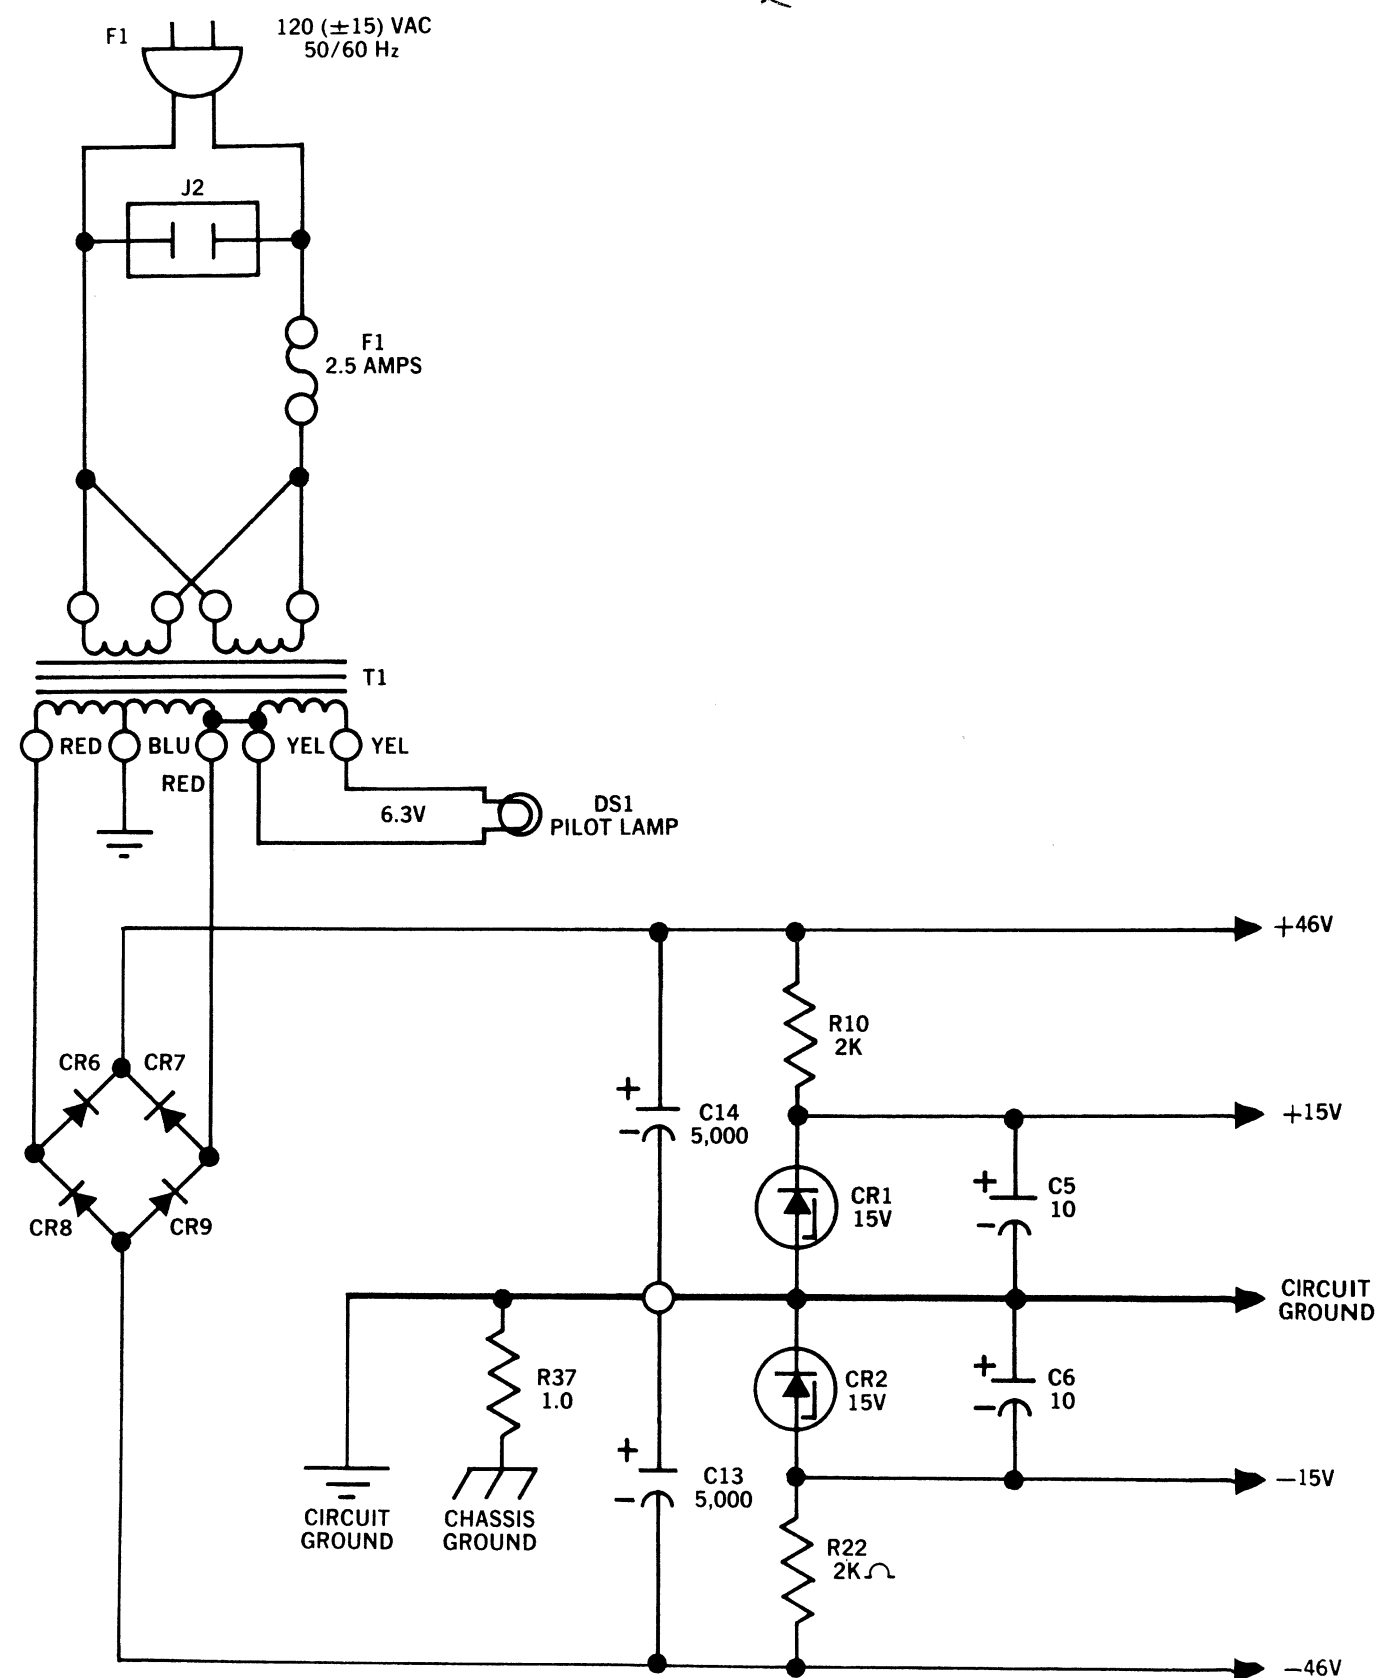 F1
120 (±15) VAC
50/60 Hz
J2
F1
2.5 AMPS
T1
RED BLU YEL YEL
RED
6.3V
DS1
PILOT LAMP
+46V
R10
2K
CR6 CR7
+
C14
-
5,000
+15V
+
C5
10
-
CR1
15V
CR8 CR9
CIRCUIT
GROUND
R37
1.0
CR2
15V
+
C6
10
-
+
C13
-
5,000
-15V
CIRCUIT
GROUND
CHASSIS
GROUND
R22
2KΩ
-46V